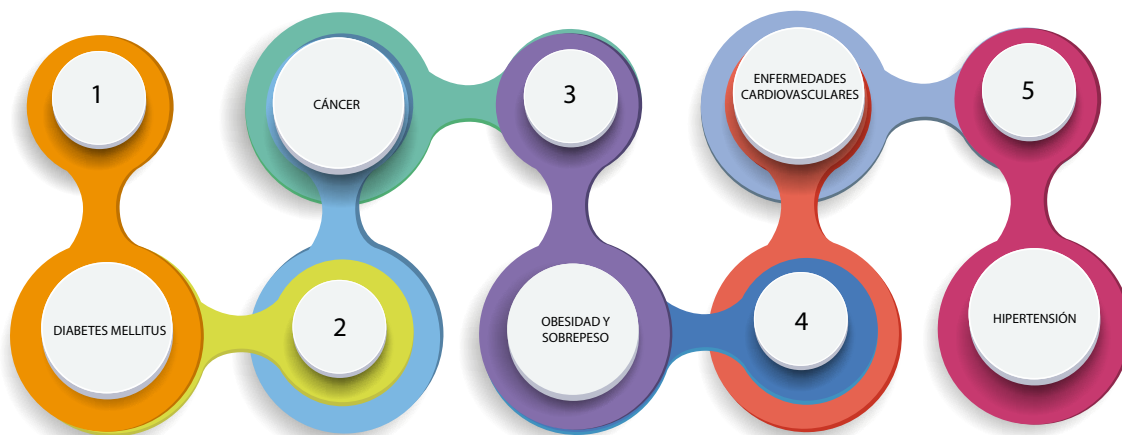 1
DIABETES MELLITUS
2
CÁNCER
3
OBESIDAD Y
SOBREPESO
4
ENFERMEDADES
CARDIOVASCULARES
5
HIPERTENSIÓN